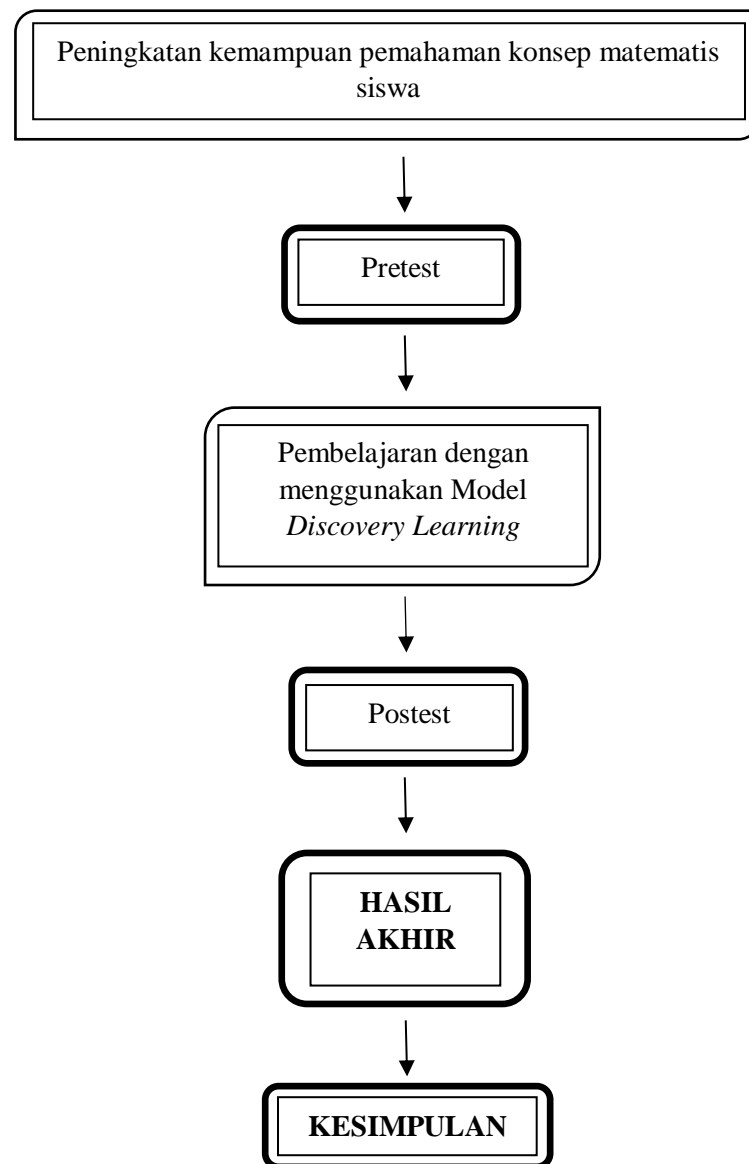 Peningkatan kemampuan pemahaman konsep matematis
siswa
Pretest
Pembelajaran dengan
menggunakan Model
Discovery Learning
Postest
HASIL
AKHIR
KESIMPULAN